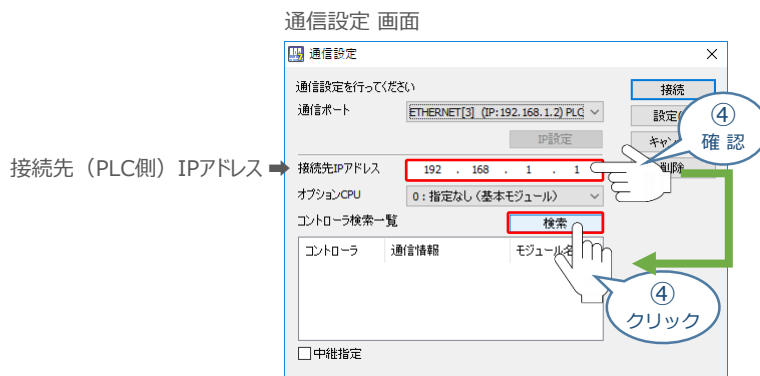 通信設定 画面
通信設定
通信設定を行ってください
接続
通信ポート
ETHERNET[3] (IP:192.168.1.2) PLC
設定(
④
確 認
IP設定
キャン
接続先（PLC側）IPアドレス
接続先IPアドレス
192 . 168 . 1 . 1
削除
オプションCPU
0：指定なし（基本モジュール）
コントローラ検索一覧
検索
コントローラ
通信情報
モジュール名
④
クリック
中継指定